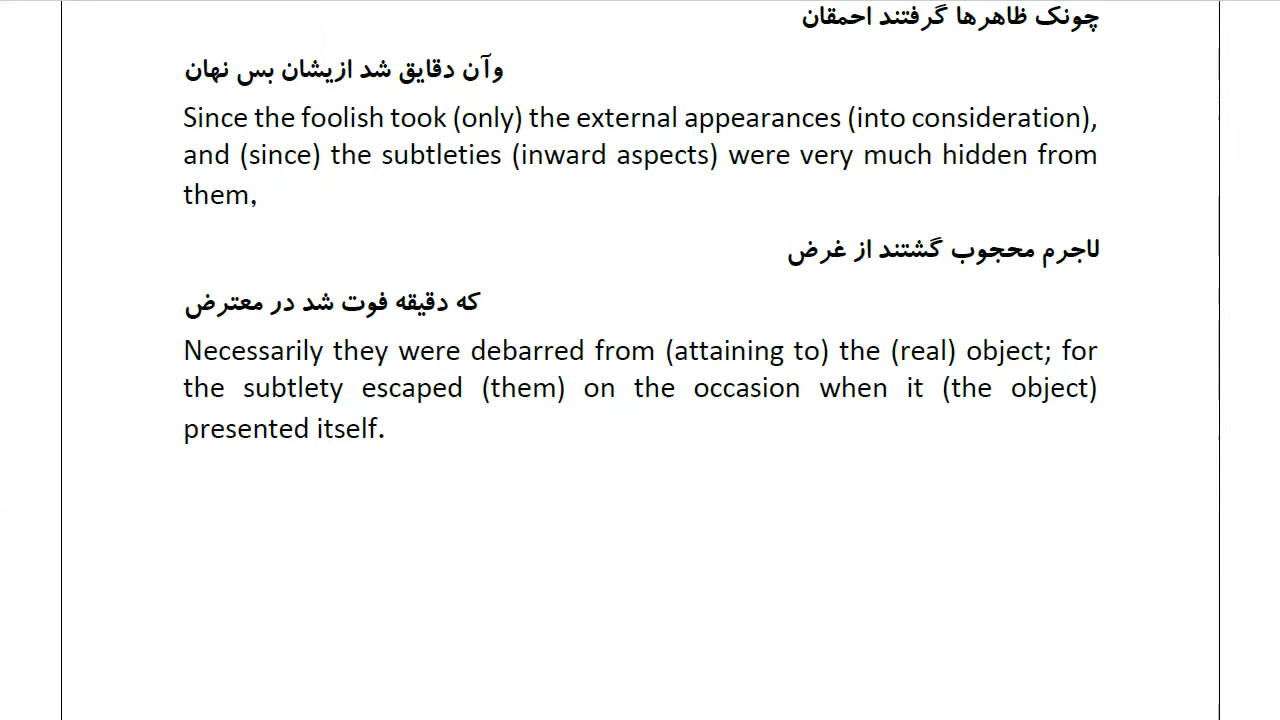 چونک ظاهرها گرفتند احمقان
وآن دقایق شد ازیشان بس نهان
Since the foolish took (only) the external appearances (into consideration),
and (since) the subtleties (inward aspects) were very much hidden from
them,
لاجرم محجوب گشتند از غرض
که دقیقه فوت شد در معترض
Necessarily they were debarred from (attaining to) the (real) object; for
the subtlety escaped (them) on the occasion when it (the object)
presented itself.